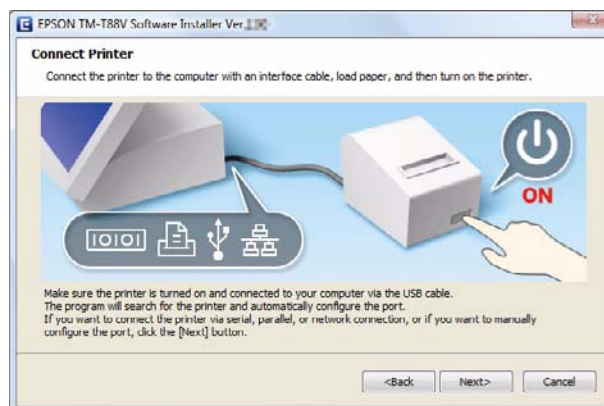 EPSON TM-T88V Software Installer Ver.
Connect Printer
Connect the printer to the computer with an interface cable, load paper, and then turn on the printer.
IOIOI
ON
Make sure the printer is turned on and connected to your computer via the USB cable.
The program will search for the printer and automatically configure the port.
If you want to connect the printer via serial, parallel, or network connection, or if you want to manually
configure the port, click the [Next] button.
<Back
Next>
Cancel